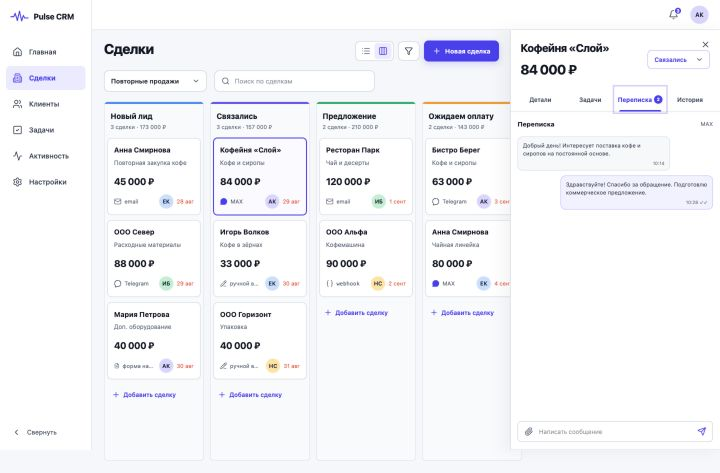 Pulse CRM
2
АК
Главная
Сделки
Клиенты
Задачи
Активность
Настройки
Свернуть
Сделки
Новая сделка
Повторные продажи
Поиск по сделкам
Новый лид
3 сделки · 173 000 ₽
Анна Смирнова
Повторная закупка кофе
45 000 ₽
email
ЕК
28 авг
ООО Север
Расходные материалы
88 000 ₽
Telegram
ИБ
29 авг
Мария Петрова
Доп. оборудование
40 000 ₽
форма на...
АК
30 авг
Добавить сделку
Связались
3 сделки · 157 000 ₽
Кофейня «Слой»
Кофе и сиропы
84 000 ₽
MAX
АК
29 авг
Игорь Волков
Кофе в зёрнах
33 000 ₽
ручной в...
ЕК
30 авг
ООО Горизонт
Упаковка
40 000 ₽
ручной в...
НС
31 авг
Добавить сделку
Предложение
2 сделки · 210 000 ₽
Ресторан Парк
Чай и десерты
120 000 ₽
email
ИБ
1 сент
ООО Альфа
Кофемашина
90 000 ₽
webhook
НС
2 сент
Добавить сделку
Ожидаем оплату
2 сделки · 143 000 ₽
Бистро Берег
Кофе и сиропы
63 000 ₽
Telegram
АК
3 сен
Анна Смирнова
Чайная линейка
80 000 ₽
MAX
ЕК
4 сен
Добавить сделку
Кофейня «Слой»
84 000 ₽
Связались
Детали
Задачи
Переписка 2
История
Переписка
MAX
Добрый день! Интересует поставка кофе и
сиропов на постоянной основе.
10:14
Здравствуйте! Спасибо за обращение. Подготовлю
коммерческое предложение.
10:26
Написать сообщение